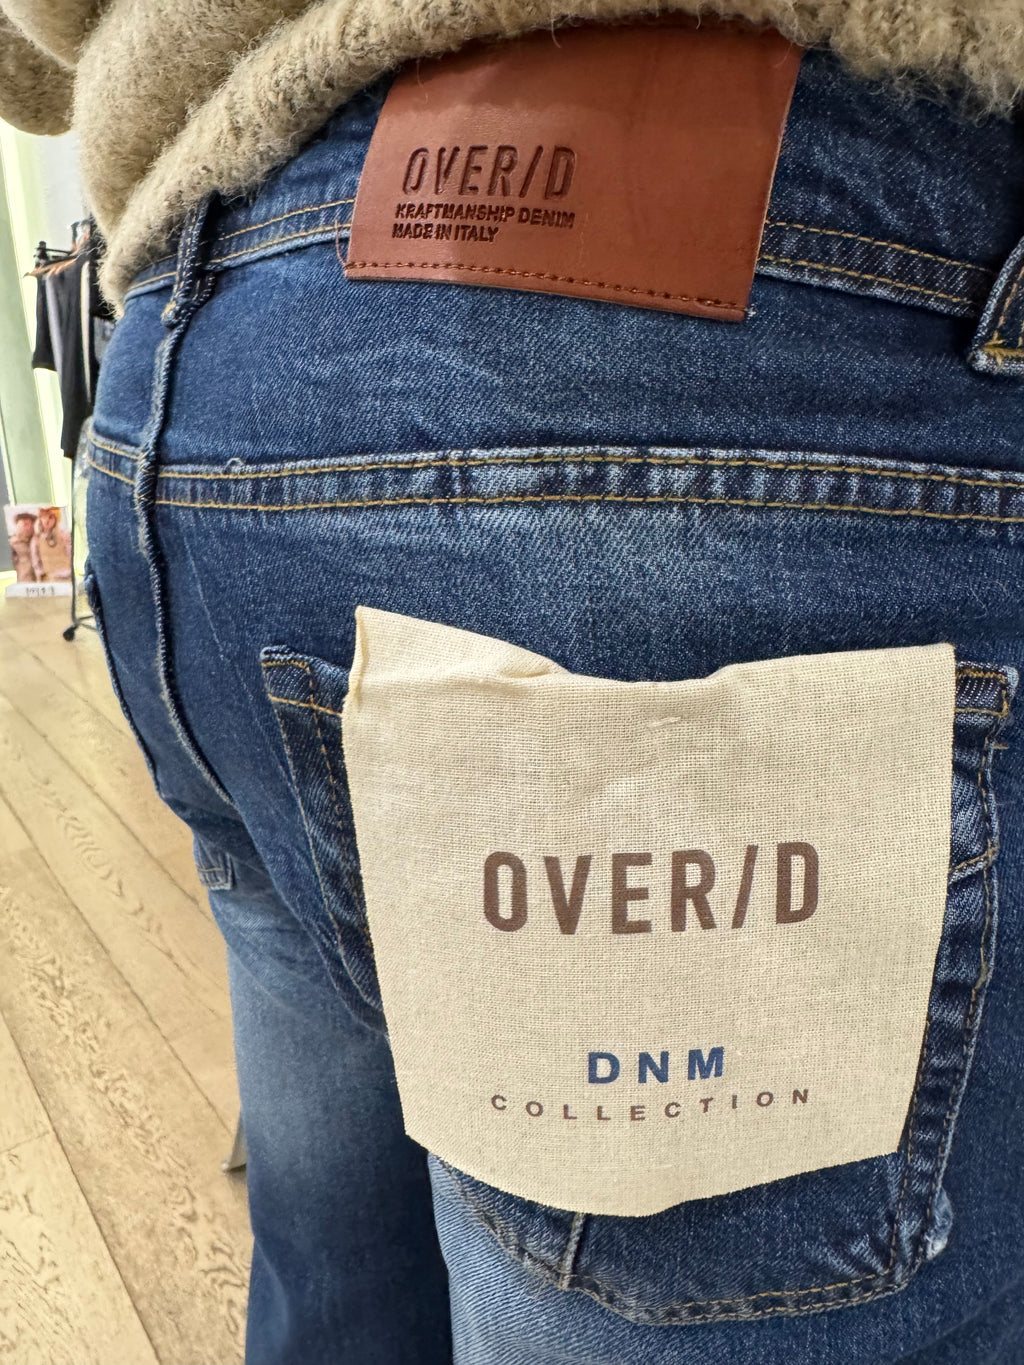 OVER/D
KRAFTMANSHIP DENIM
MADE IN ITALY
OVER/D
DNM
COLLECTION